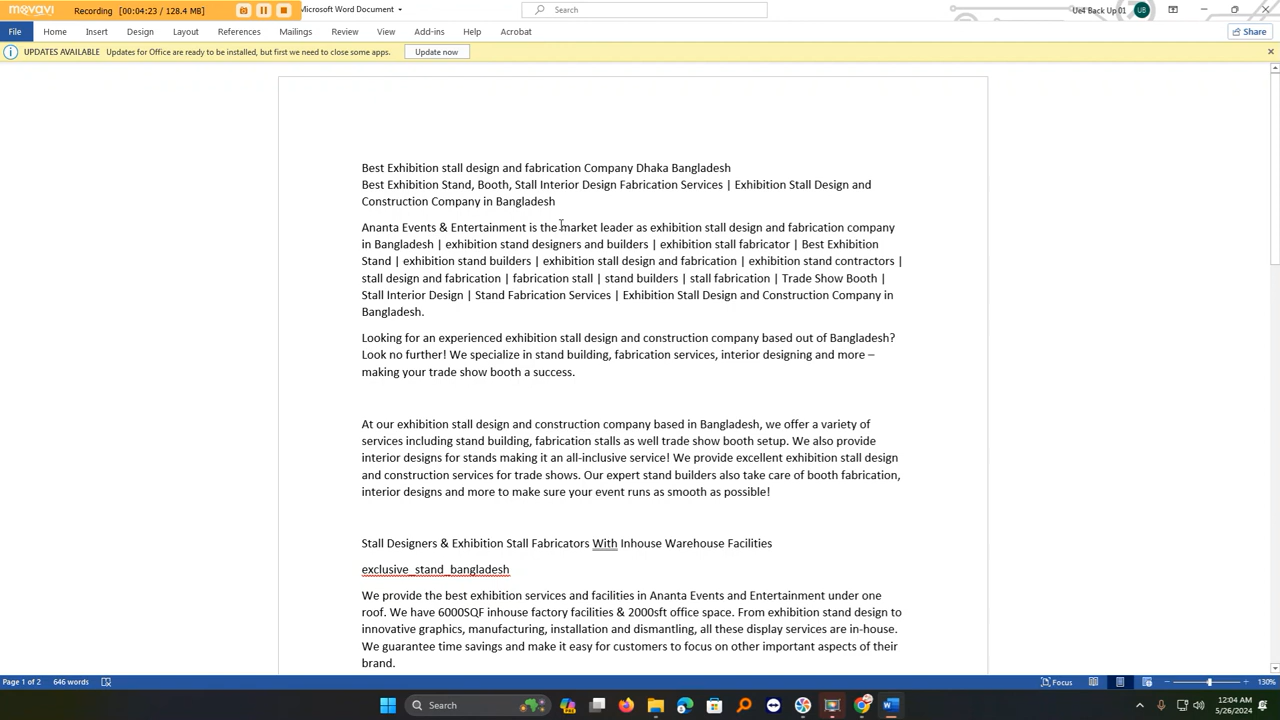 movavi Recording [00:04:23 / 128.4 MB]
Microsoft Word Document
Search
Ue4 Back Up 01 UB
File Home Insert Draw Design Layout References Mailings Review View Add-ins Help Acrobat Share
UPDATES AVAILABLE Updates for Office are ready to be installed, but first we need to close some apps. Update now
Best Exhibition stall design and fabrication Company Dhaka Bangladesh
Best Exhibition Stand, Booth, Stall Interior Design Fabrication Services | Exhibition Stall Design and
Construction Company in Bangladesh
Ananta Events & Entertainment is the market leader as exhibition stall design and fabrication company
in Bangladesh | exhibition stand designers and builders | exhibition stall fabricator | Best Exhibition
Stand | exhibition stand builders | exhibition stall design and fabrication | exhibition stand contractors |
stall design and fabrication | fabrication stall | stand builders | stall fabrication | Trade Show Booth |
Stall Interior Design | Stand Fabrication Services | Exhibition Stall Design and Construction Company in
Bangladesh.
Looking for an experienced exhibition stall design and construction company based out of Bangladesh?
Look no further! We specialize in stand building, fabrication services, interior designing and more –
making your trade show booth a success.
At our exhibition stall design and construction company based in Bangladesh, we offer a variety of
services including stand building, fabrication stalls as well trade show booth setup. We also provide
interior designs for stands making it an all-inclusive service! We provide excellent exhibition stall design
and construction services for trade shows. Our expert stand builders also take care of booth fabrication,
interior designs and more to make sure your event runs as smooth as possible!
Stall Designers & Exhibition Stall Fabricators With Inhouse Warehouse Facilities
exclusive_stand_bangladesh
We provide the best exhibition services and facilities in Ananta Events and Entertainment under one
roof. We have 6000SQF inhouse factory facilities & 2000sft office space. From exhibition stand design to
innovative graphics, manufacturing, installation and dismantling, all these display services are in-house.
We guarantee time savings and make it easy for customers to focus on other important aspects of their
brand.
Page 1 of 2 646 words Focus 130%
Search 12:04 AM
5/26/2024